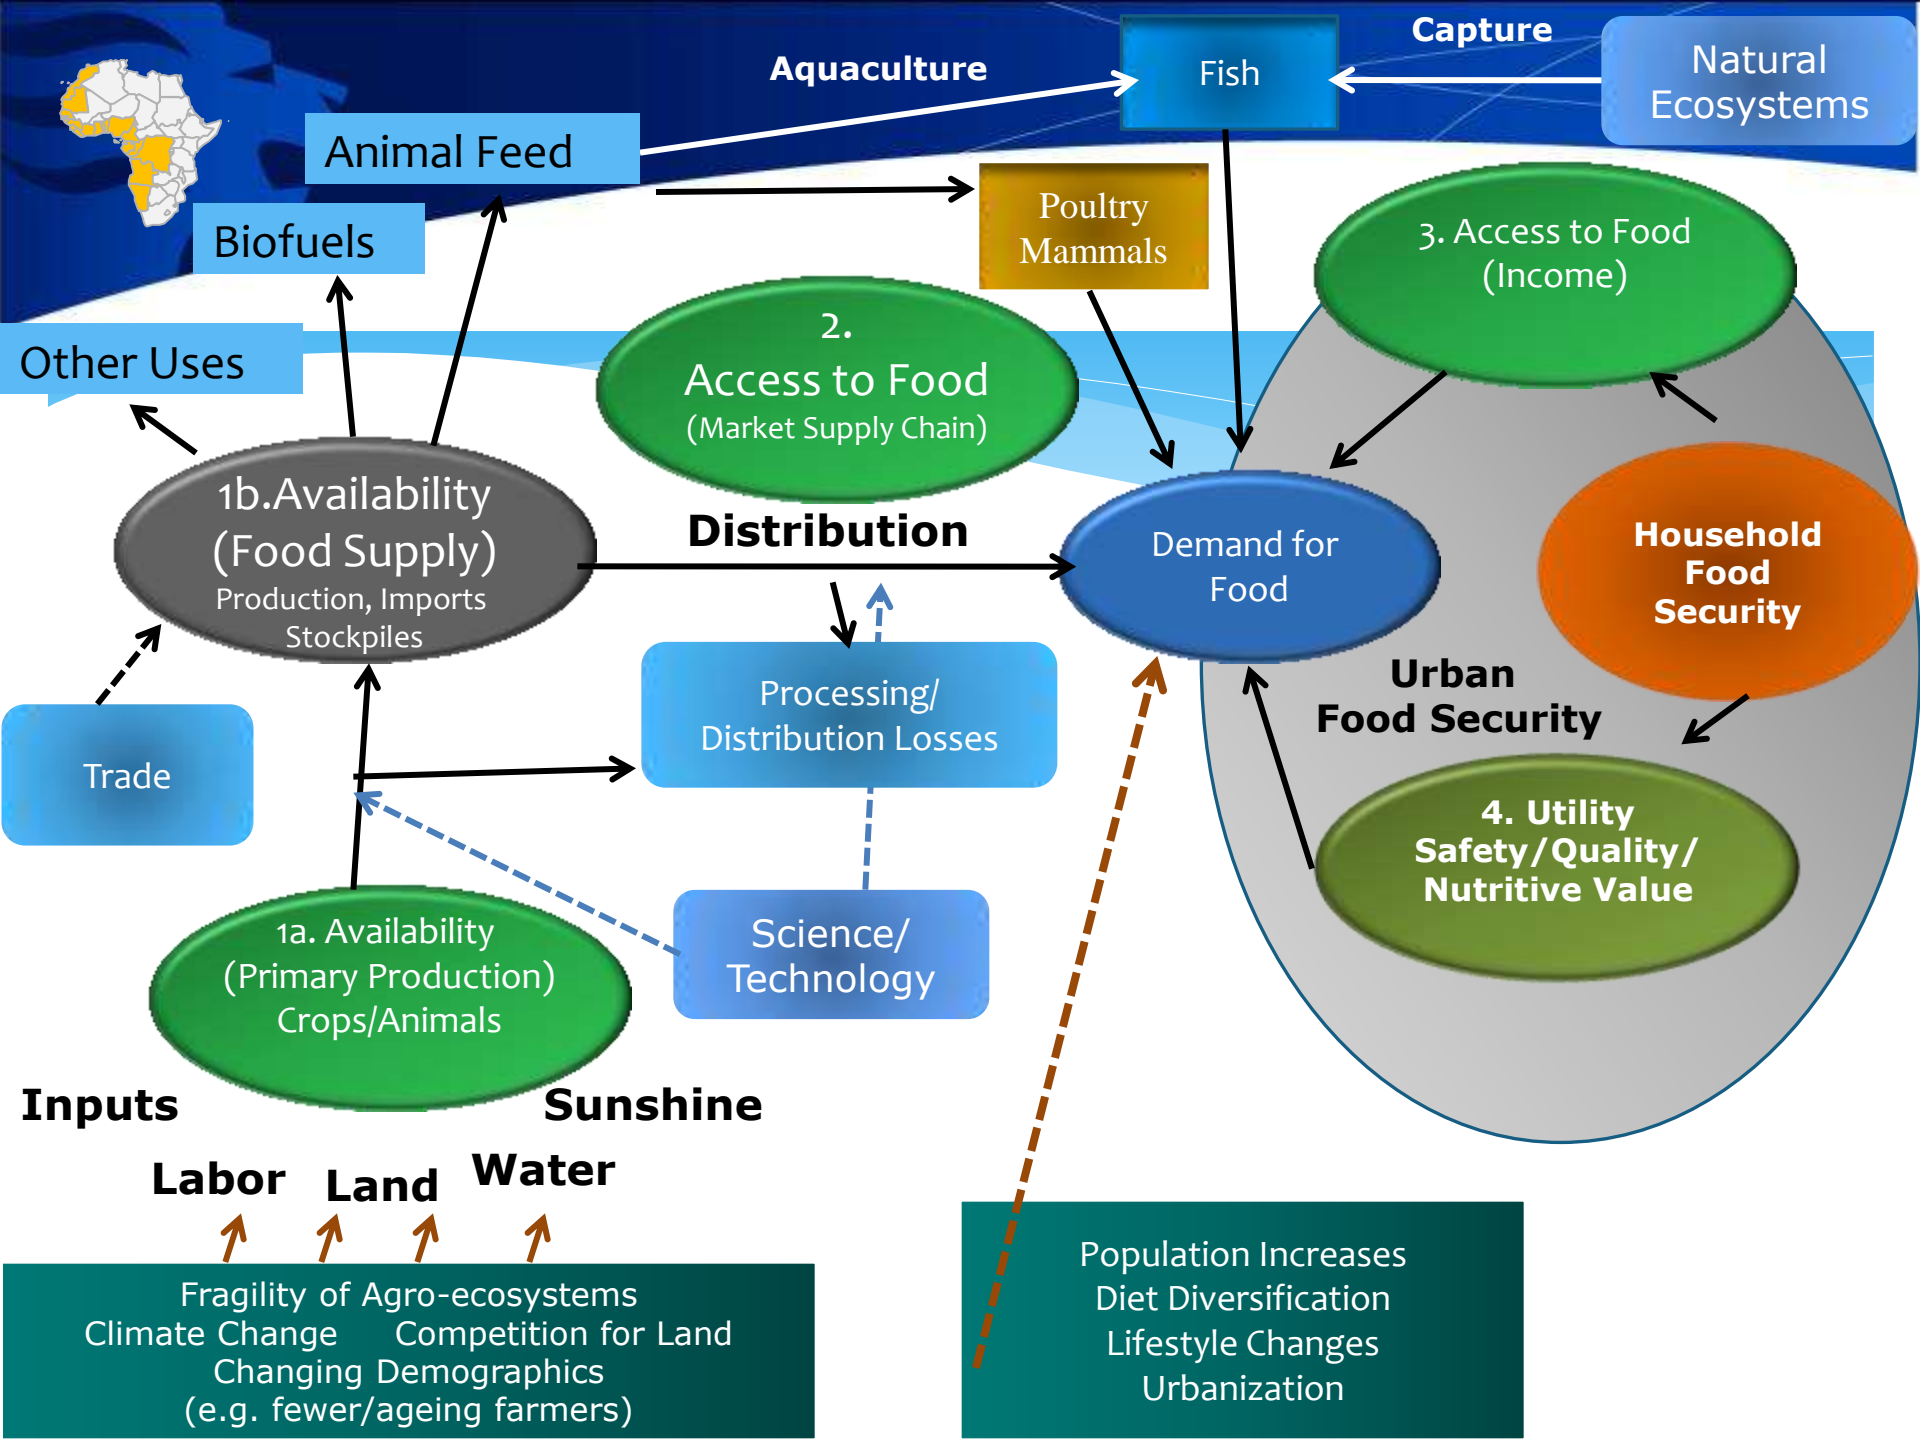 Capture
Aquaculture
Fish
Natural
Ecosystems
Animal Feed
Poultry
Mammals
Biofuels
3. Access to Food
(Income)
Other Uses
2.
Access to Food
(Market Supply Chain)
1b.Availability
(Food Supply)
Production, Imports
Stockpiles
Distribution
Demand for
Food
Household
Food
Security
Urban
Food Security
Processing/
Distribution Losses
Trade
4. Utility
Safety/Quality/
Nutritive Value
1a. Availability
(Primary Production)
Crops/Animals
Science/
Technology
Inputs
Sunshine
Labor
Land
Water
Fragility of Agro-ecosystems
Climate Change Competition for Land
Changing Demographics
(e.g. fewer/ageing farmers)
Population Increases
Diet Diversification
Lifestyle Changes
Urbanization